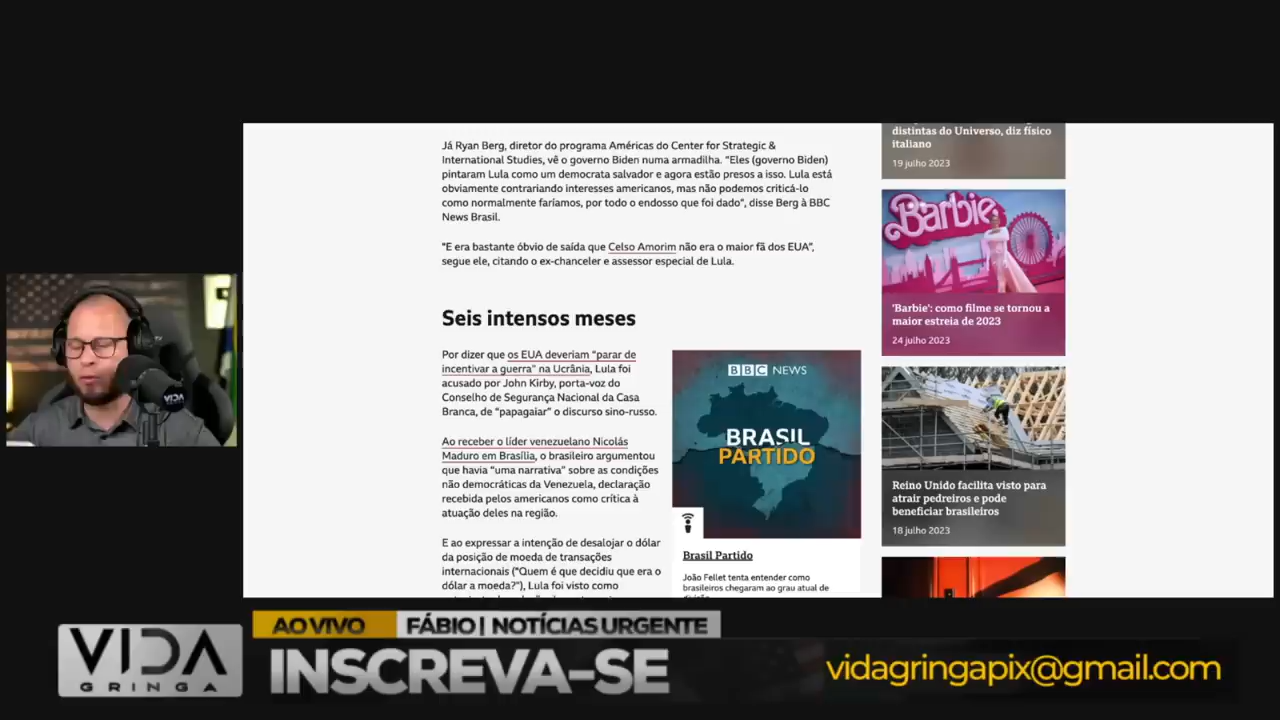 Já Ryan Berg, diretor do programa Américas do Center for Strategic &
International Studies, vê o governo Biden numa armadilha. “Eles (governo Biden)
pintaram Lula como um democrata salvador e agora estão presos a isso. Lula está
obviamente contrariando interesses americanos, mas não podemos criticá-lo
como normalmente faríamos, por todo o endosso que foi dado”, disse Berg à BBC
News Brasil.
“E era bastante óbvio de saída que Celso Amorim não era o maior fã dos EUA”,
segue ele, citando o ex-chanceler e assessor especial de Lula.
Seis intensos meses
Por dizer que os EUA deveriam “parar de
incentivar a guerra” na Ucrânia, Lula foi
acusado por John Kirby, porta-voz do
Conselho de Segurança Nacional da Casa
Branca, de “papagaiar” o discurso sino-russo.
Ao receber o líder venezuelano Nicolás
Maduro em Brasília, o brasileiro argumentou
que havia “uma narrativa” sobre as condições
não democráticas da Venezuela, declaração
recebida pelos americanos como crítica à
atuação deles na região.
E ao expressar a intenção de desalojar o dólar
da posição de moeda de transações
internacionais (“Quem é que decidiu que era o
dólar a moeda?”), Lula foi visto como
BBC NEWS
BRASIL
PARTIDO
Brasil Partido
João Fellet tenta entender como
brasileiros chegaram ao grau atual de
distintas do Universo, diz físico
italiano
19 julho 2023
Barbie
'Barbie': como filme se tornou a
maior estreia de 2023
24 julho 2023
Reino Unido facilita visto para
atrair pedreiros e pode
beneficiar brasileiros
18 julho 2023
VIDA
AO VIVO
FÁBIO | NOTÍCIAS URGENTE
VIDA
GRINGA
INSCREVA-SE
vidagringapix@gmail.com